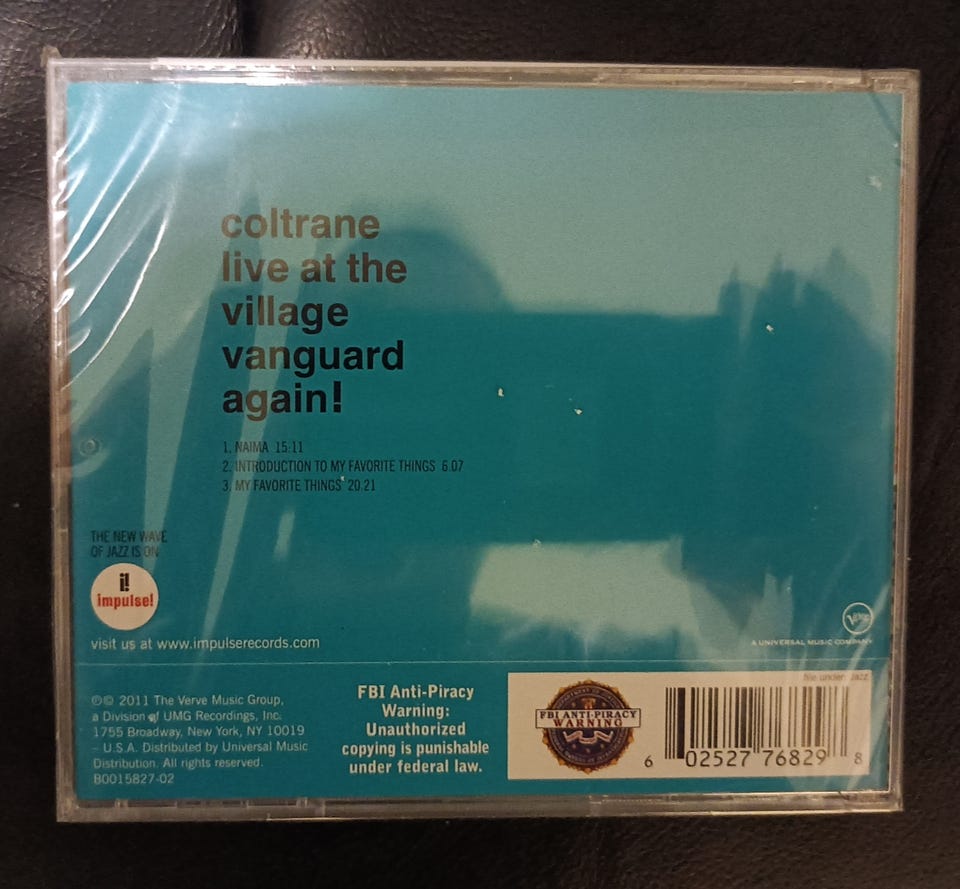 coltrane
live at the
village
vanguard
again!
1. NAIMA 15:11
2. INTRODUCTION TO MY FAVORITE THINGS 6.07
3. MY FAVORITE THINGS 20.21
THE NEW WAVE
OF JAZZ IS ON
i!
impulse!
visit us at www.impulserecords.com
A UNIVERSAL MUSIC COMPANY
℗© 2011 The Verve Music Group,
a Division of UMG Recordings, Inc.
1755 Broadway, New York, NY 10019
– U.S.A. Distributed by Universal Music
Distribution. All rights reserved.
B0015827-02
FBI Anti-Piracy
Warning:
Unauthorized
copying is punishable
under federal law.
FBI ANTI-PIRACY
WARNING
file under: jazz
6 02527 76829 8